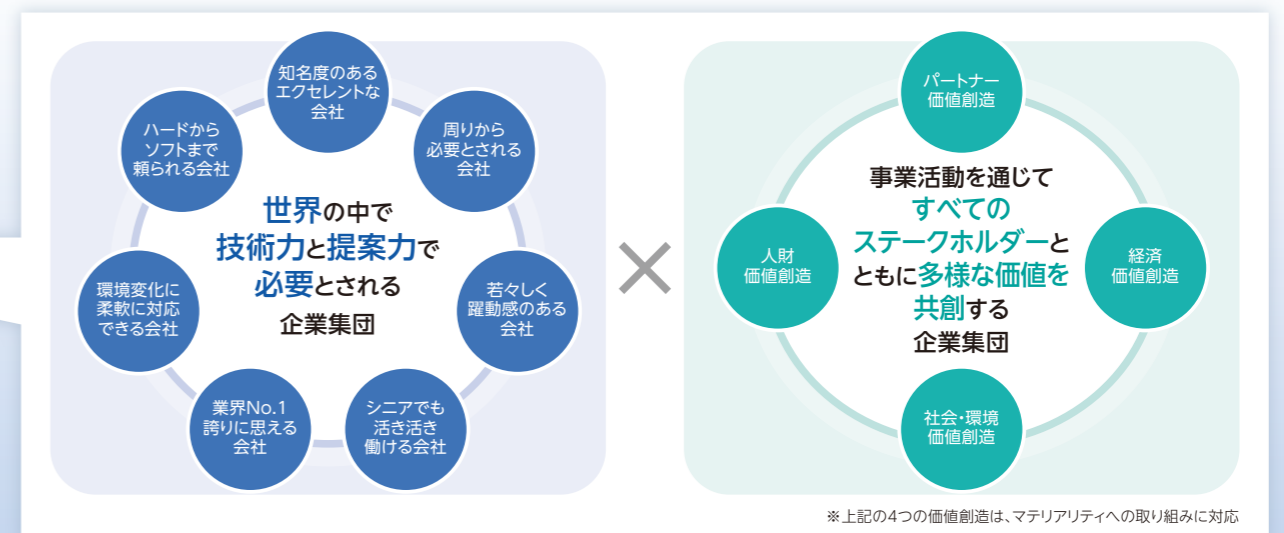 知名度のある
エクセレントな
会社
周りから
必要とされる
会社
若々しく
躍動感のある
会社
シニアでも
活き活き
働ける会社
業界No.1
誇りに思える
会社
環境変化に
柔軟に対応
できる会社
ハードから
ソフトまで
頼られる会社
世界の中で
技術力と提案力で
必要とされる
企業集団
×
パートナー
価値創造
経済
価値創造
社会・環境
価値創造
人財
価値創造
事業活動を通じて
すべての
ステークホルダーと
ともに多様な価値を
共創する
企業集団
※上記の4つの価値創造は、マテリアリティへの取り組みに対応